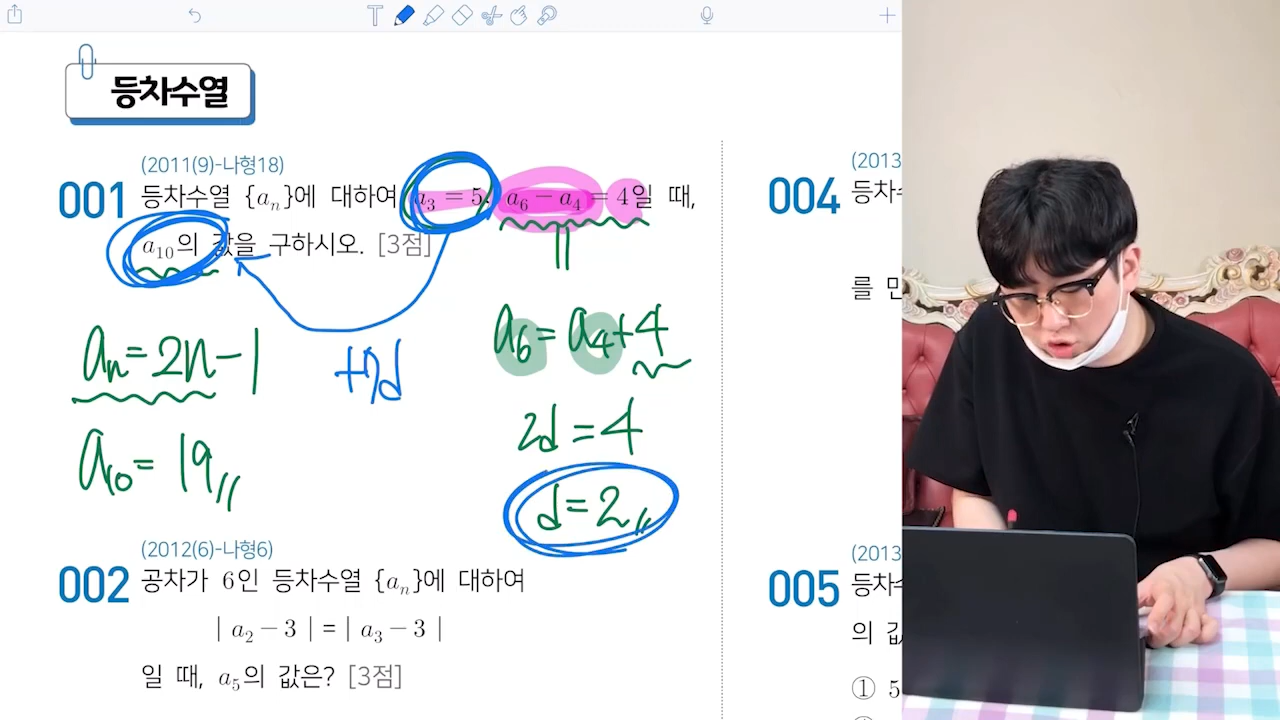 등차수열
(2011(9)-나형18)
001 등차수열 {aₙ}에 대하여 a₃ = 5, a₆ − a₄ = 4일 때,
a₁₀의 값을 구하시오. [3점]
aₙ=2n−1
a₁₀=19
+7d
a₆=a₄+4
2d=4
d=2
(2012(6)-나형6)
002 공차가 6인 등차수열 {aₙ}에 대하여
| a₂ − 3 | = | a₃ − 3 |
일 때, a₅의 값은? [3점]
(2013
004 등차
를 만
(2013
005 등차
의 값
① 5